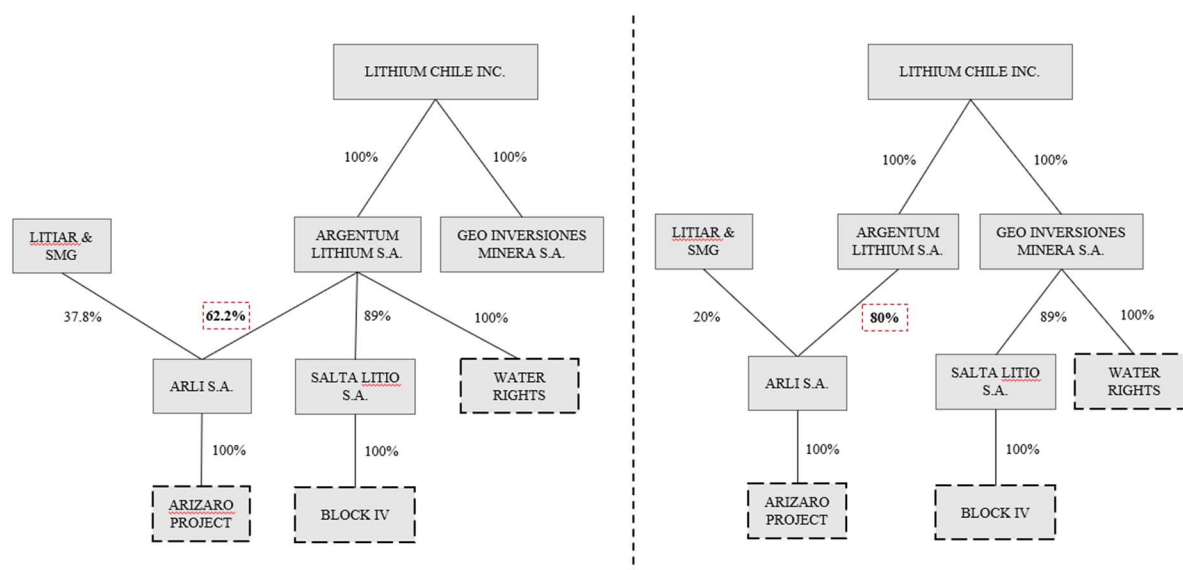 LITHIUM CHILE INC.
100%
100%
LITIAR &
SMG
ARGENTUM
LITHIUM S.A.
GEO INVERSIONES
MINERA S.A.
37.8%
62.2%
89%
100%
ARLI S.A.
SALTA LITIO
S.A.
WATER
RIGHTS
100%
100%
ARIZARO
PROJECT
BLOCK IV
LITHIUM CHILE INC.
100%
100%
LITIAR &
SMG
ARGENTUM
LITHIUM S.A.
GEO INVERSIONES
MINERA S.A.
20%
80%
89%
100%
ARLI S.A.
SALTA LITIO
S.A.
WATER
RIGHTS
100%
100%
ARIZARO
PROJECT
BLOCK IV